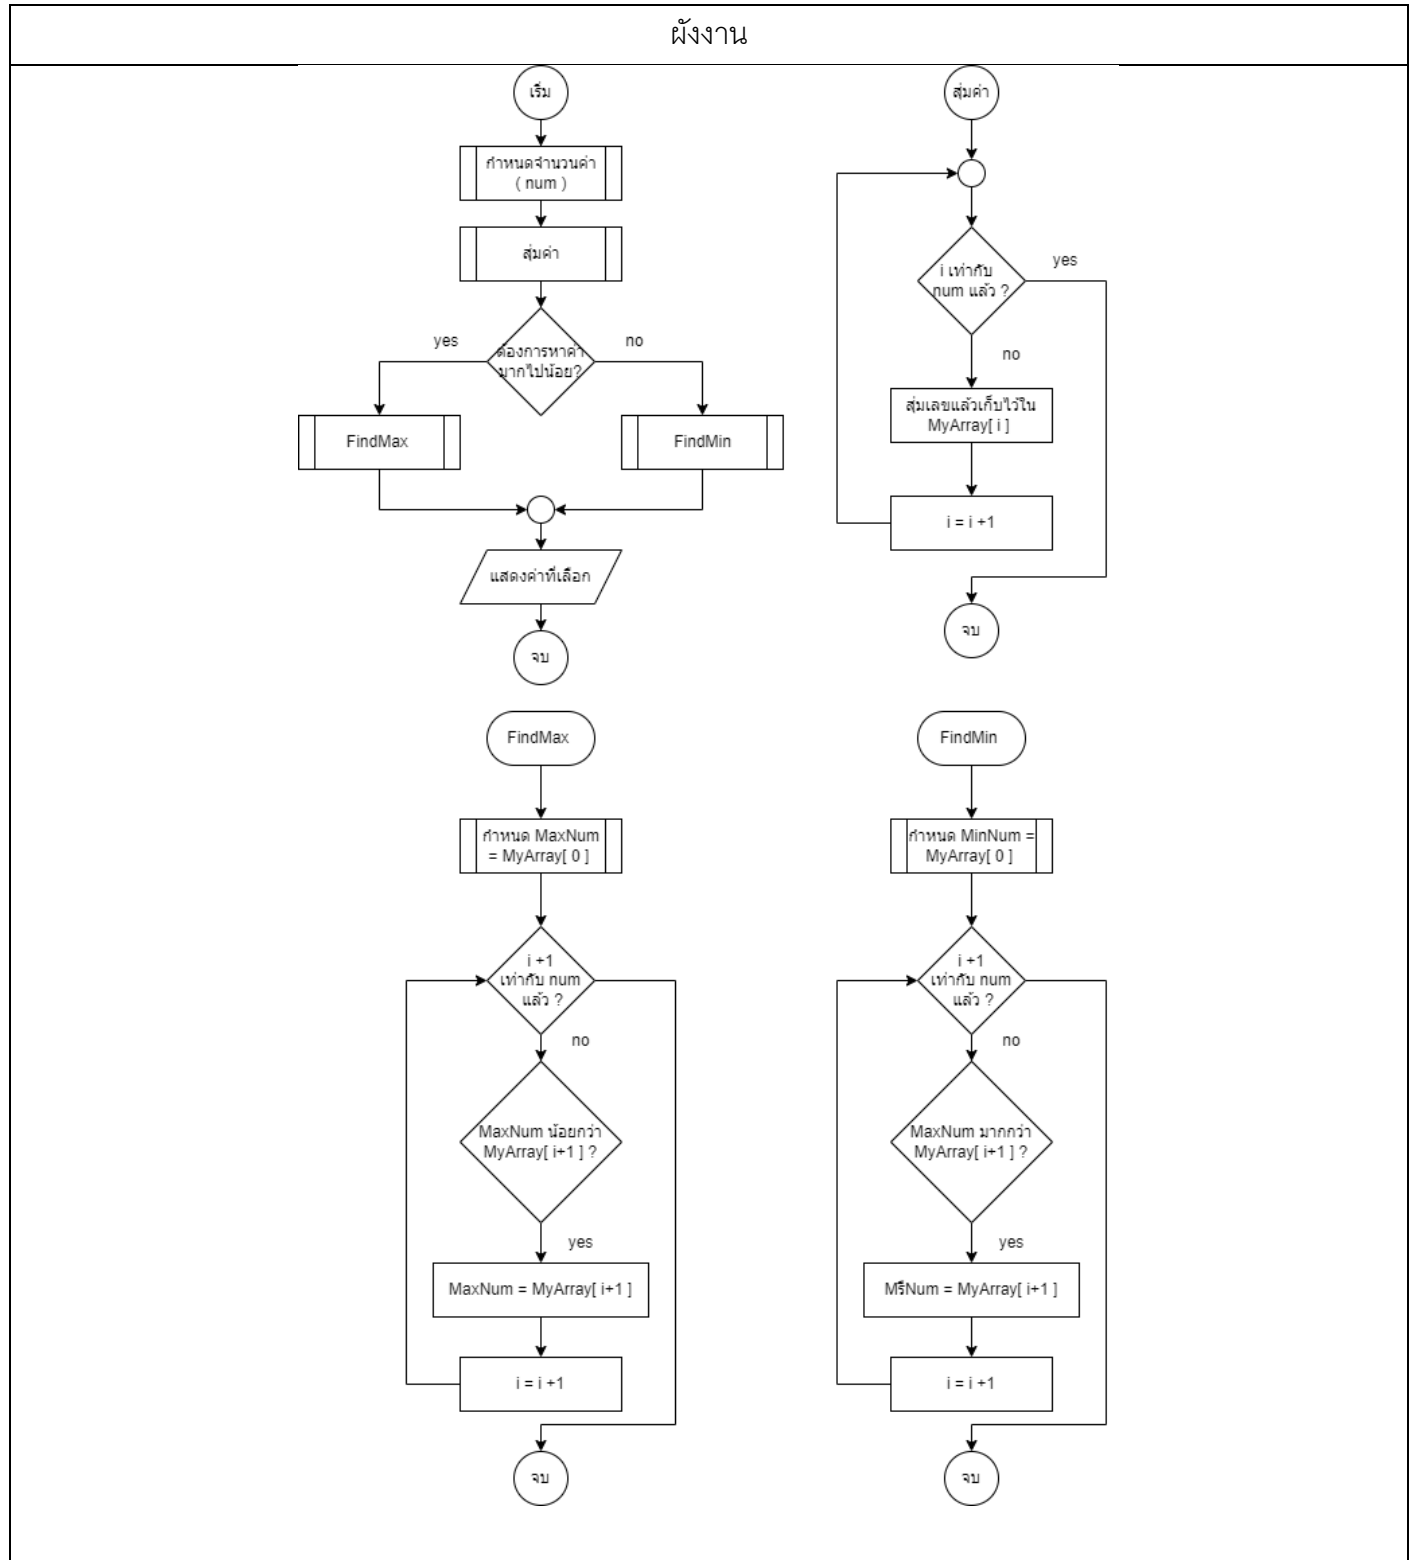 ผังงาน
เริ่ม
กำหนดจำนวนค่า
( num )
สุ่มค่า
ต้องการหาค่า
มากไปน้อย?
yes
no
FindMax
FindMin
แสดงค่าที่เลือก
จบ
สุ่มค่า
i เท่ากับ
num แล้ว ?
yes
no
สุ่มเลขแล้วเก็บไว้ใน
MyArray[ i ]
i = i +1
จบ
FindMax
กำหนด MaxNum
= MyArray[ 0 ]
i +1
เท่ากับ num
แล้ว ?
no
MaxNum น้อยกว่า
MyArray[ i+1 ] ?
yes
MaxNum = MyArray[ i+1 ]
i = i +1
จบ
FindMin
กำหนด MinNum =
MyArray[ 0 ]
i +1
เท่ากับ num
แล้ว ?
no
MaxNum มากกว่า
MyArray[ i+1 ] ?
yes
MรืNum = MyArray[ i+1 ]
i = i +1
จบ